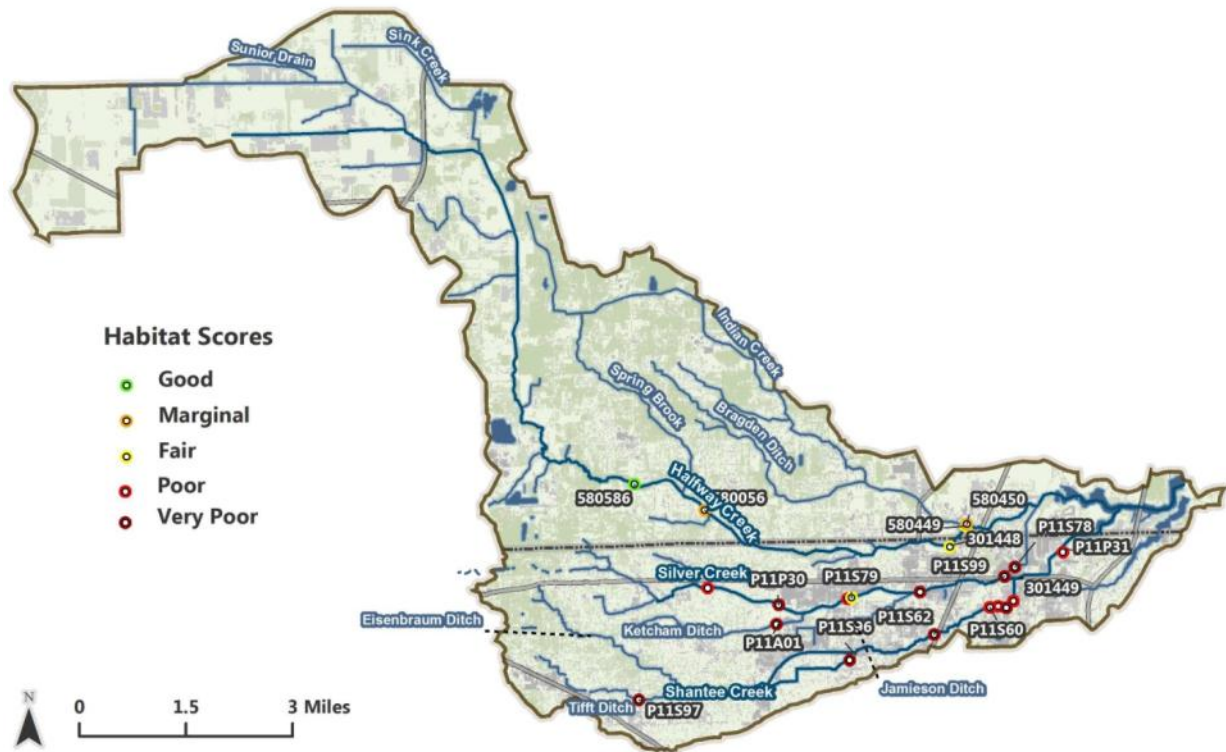 Sunior Drain
Sink Creek
Indian Creek
Spring Brook
Bragden Ditch
Habitat Scores
Good
Marginal
Fair
Poor
Very Poor
Halfway Creek
580586
580056
580450
580449
301448
P11S78
P11P31
P11S99
Silver Creek
P11P30
P11S79
301449
Eisenbraum Ditch
Ketcham Ditch
P11A01
P11S96
P11S62
P11S60
Shantee Creek
Jamieson Ditch
Tifft Ditch
P11S97
N
0 1.5 3 Miles